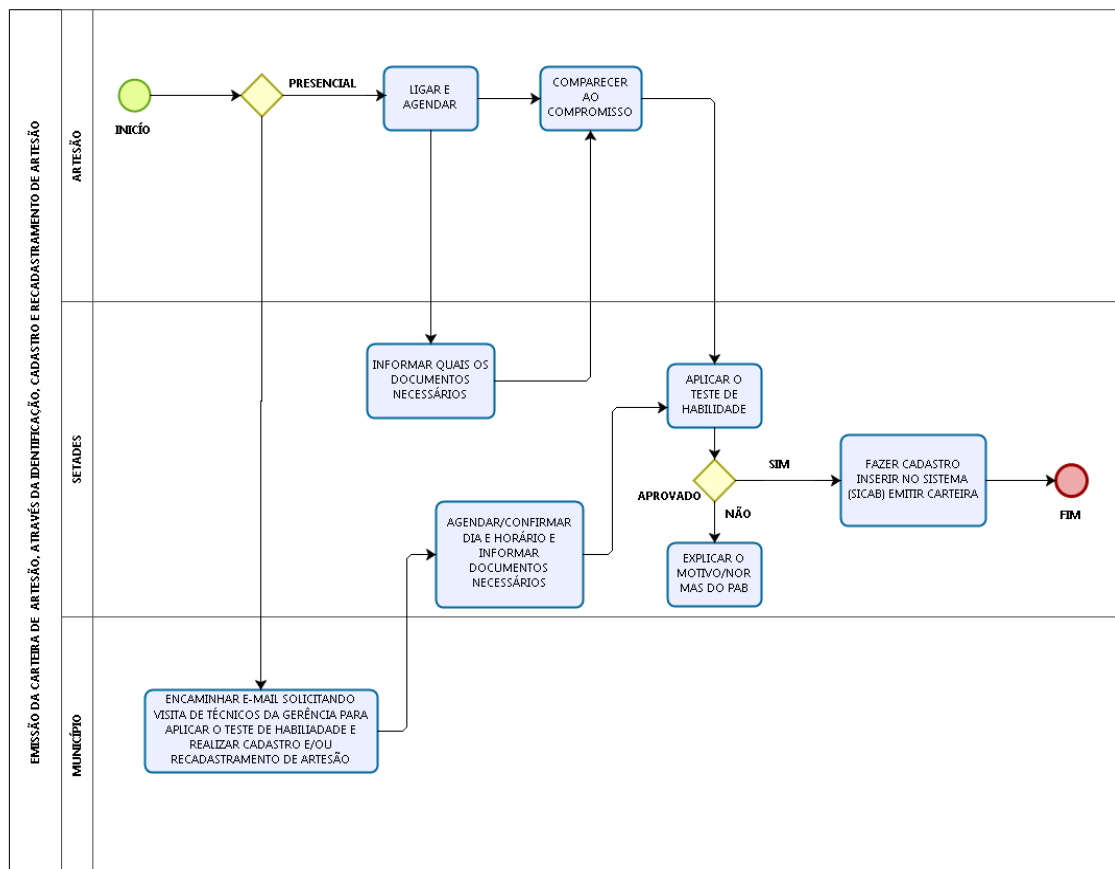 EMISSÃO DA CARTEIRA DE ARTESÃO, ATRAVÉS DA IDENTIFICAÇÃO, CADASTRO E RECADASTRAMENTO DE ARTESÃO
ARTESÃO
INICÍO
PRESENCIAL
LIGAR E
AGENDAR
COMPARECER
AO
COMPROMISSO
SETADES
INFORMAR QUAIS OS
DOCUMENTOS
NECESSÁRIOS
APLICAR O
TESTE DE
HABILIDADE
APROVADO
SIM
NÃO
FAZER CADASTRO
INSERIR NO SISTEMA
(SICAB) EMITIR CARTEIRA
FIM
AGENDAR/CONFIRMAR
DIA E HORÁRIO E
INFORMAR
DOCUMENTOS
NECESSÁRIOS
EXPLICAR O
MOTIVO/NOR
MAS DO PAB
MUNICÍPIO
ENCAMINHAR E-MAIL SOLICITANDO
VISITA DE TÉCNICOS DA GERÊNCIA PARA
APLICAR O TESTE DE HABILIADADE E
REALIZAR CADASTRO E/OU
RECADASTRAMENTO DE ARTESÃO